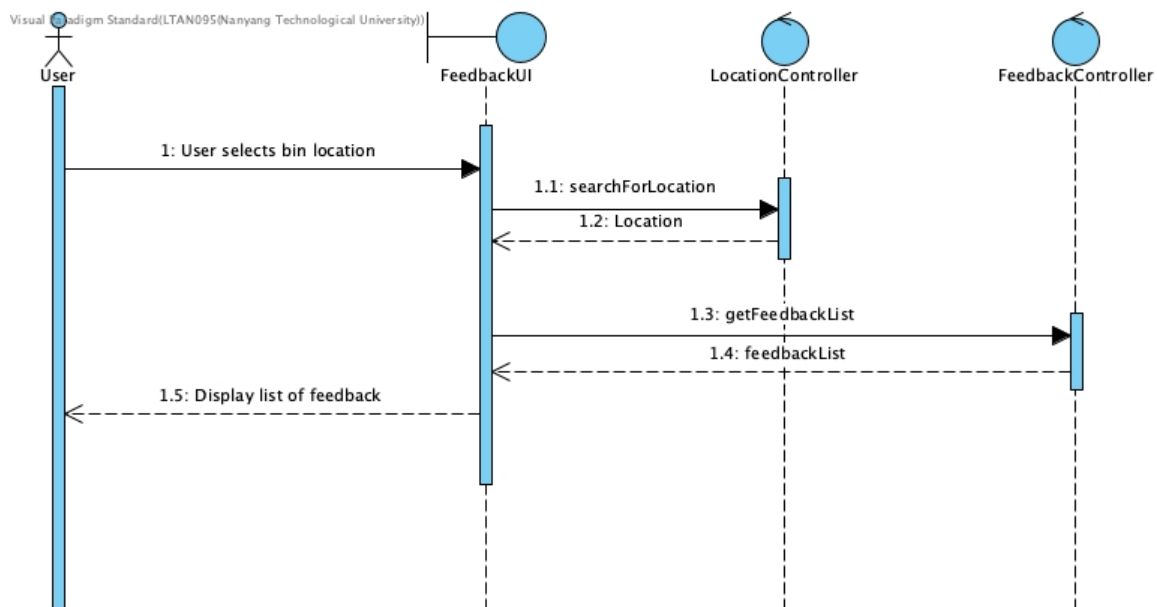 Visual Paradigm Standard(LTAN095(Nanyang Technological University))
User
FeedbackUI
LocationController
FeedbackController
1: User selects bin location
1.1: searchForLocation
1.2: Location
1.3: getFeedbackList
1.4: feedbackList
1.5: Display list of feedback